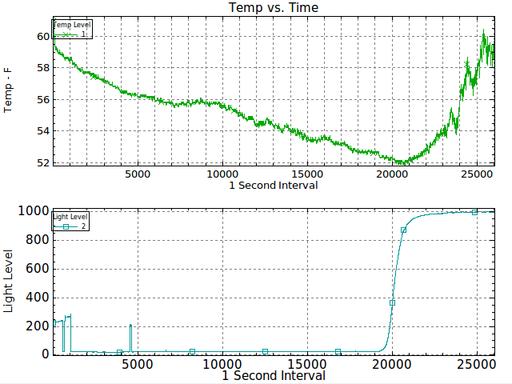 Temp vs. Time
Temp Level
1
Temp - F
60
58
56
54
52
5000 10000 15000 20000 25000
1 Second Interval
Light Level
2
Light Level
1000
800
600
400
200
0
5000 10000 15000 20000 25000
1 Second Interval